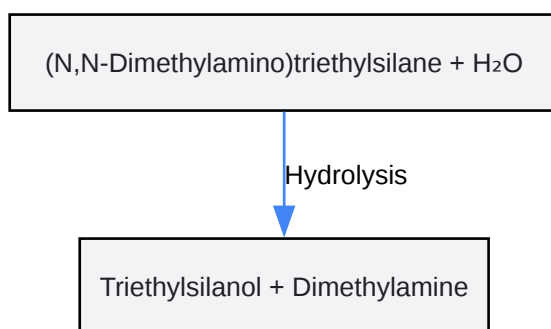 (N,N-Dimethylamino)triethylsilane + H₂O
Hydrolysis
Triethylsilanol + Dimethylamine